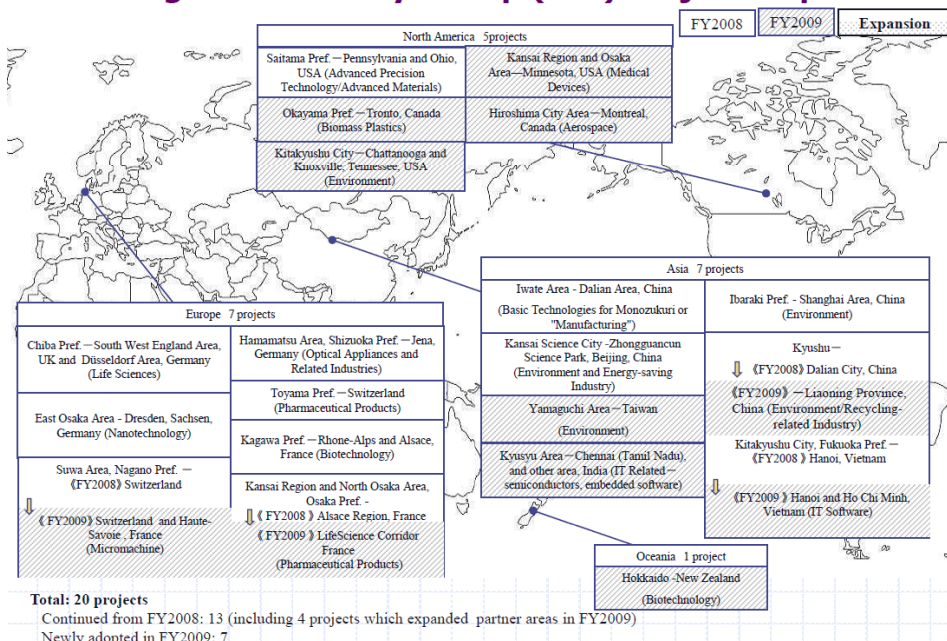 FY2008
FY2009
Expansion
North America 5projects
Saitama Pref.－Pennsylvania and Ohio,
USA (Advanced Precision
Technology/Advanced Materials)
Kansai Region and Osaka
Area—Minnesota, USA (Medical
Devices)
Okayama Pref.－Tronto, Canada
(Biomass Plastics)
Hiroshima City Area－Montreal,
Canada (Aerospace)
Kitakyushu City－Chattanooga and
Knoxville, Tennessee, USA
(Environment)
Asia 7 projects
Iwate Area - Dalian Area, China
(Basic Technologies for Monozukuri or
"Manufacturing")
Kansai Science City -Zhongguancun
Science Park, Beijing, China
(Environment and Energy-saving
Industry)
Yamaguchi Area－Taiwan
(Environment)
Kyusyu Area－Chennai (Tamil Nadu),
and other area, India (IT Related－
semiconductors, embedded software)
Ibaraki Pref. - Shanghai Area, China
(Environment)
Kyushu－
《FY2008》 Dalian City, China
《FY2009》－Liaoning Province,
China (Environment/Recycling-
related Industry)
Kitakyushu City, Fukuoka Pref.－
《FY2008 》 Hanoi, Vietnam
《FY2009 》 Hanoi and Ho Chi Minh,
Vietnam (IT Software)
Europe 7 projects
Chiba Pref.－South West England Area,
UK and Düsseldorf Area, Germany
(Life Sciences)
East Osaka Area - Dresden, Sachsen,
Germany (Nanotechnology)
Suwa Area, Nagano Pref.－
《FY2008》 Switzerland
《 FY2009》 Switzerland and Haute-
Savoie , France
(Micromachine)
Hamamatsu Area, Shizuoka Pref.－Jena,
Germany (Optical Appliances and
Related Industries)
Toyama Pref.－Switzerland
(Pharmaceutical Products)
Kagawa Pref.－Rhone-Alps and Alsace,
France (Biotechnology)
Kansai Region and North Osaka Area,
Osaka Pref. -
《 FY2008 》 Alsace Region, France
《 FY2009 》 LifeScience Corridor
France
(Pharmaceutical Products)
Oceania 1 project
Hokkaido -New Zealand
(Biotechnology)
Total: 20 projects
Continued from FY2008: 13 (including 4 projects which expanded partner areas in FY2009)
Newly adopted in FY2009: 7